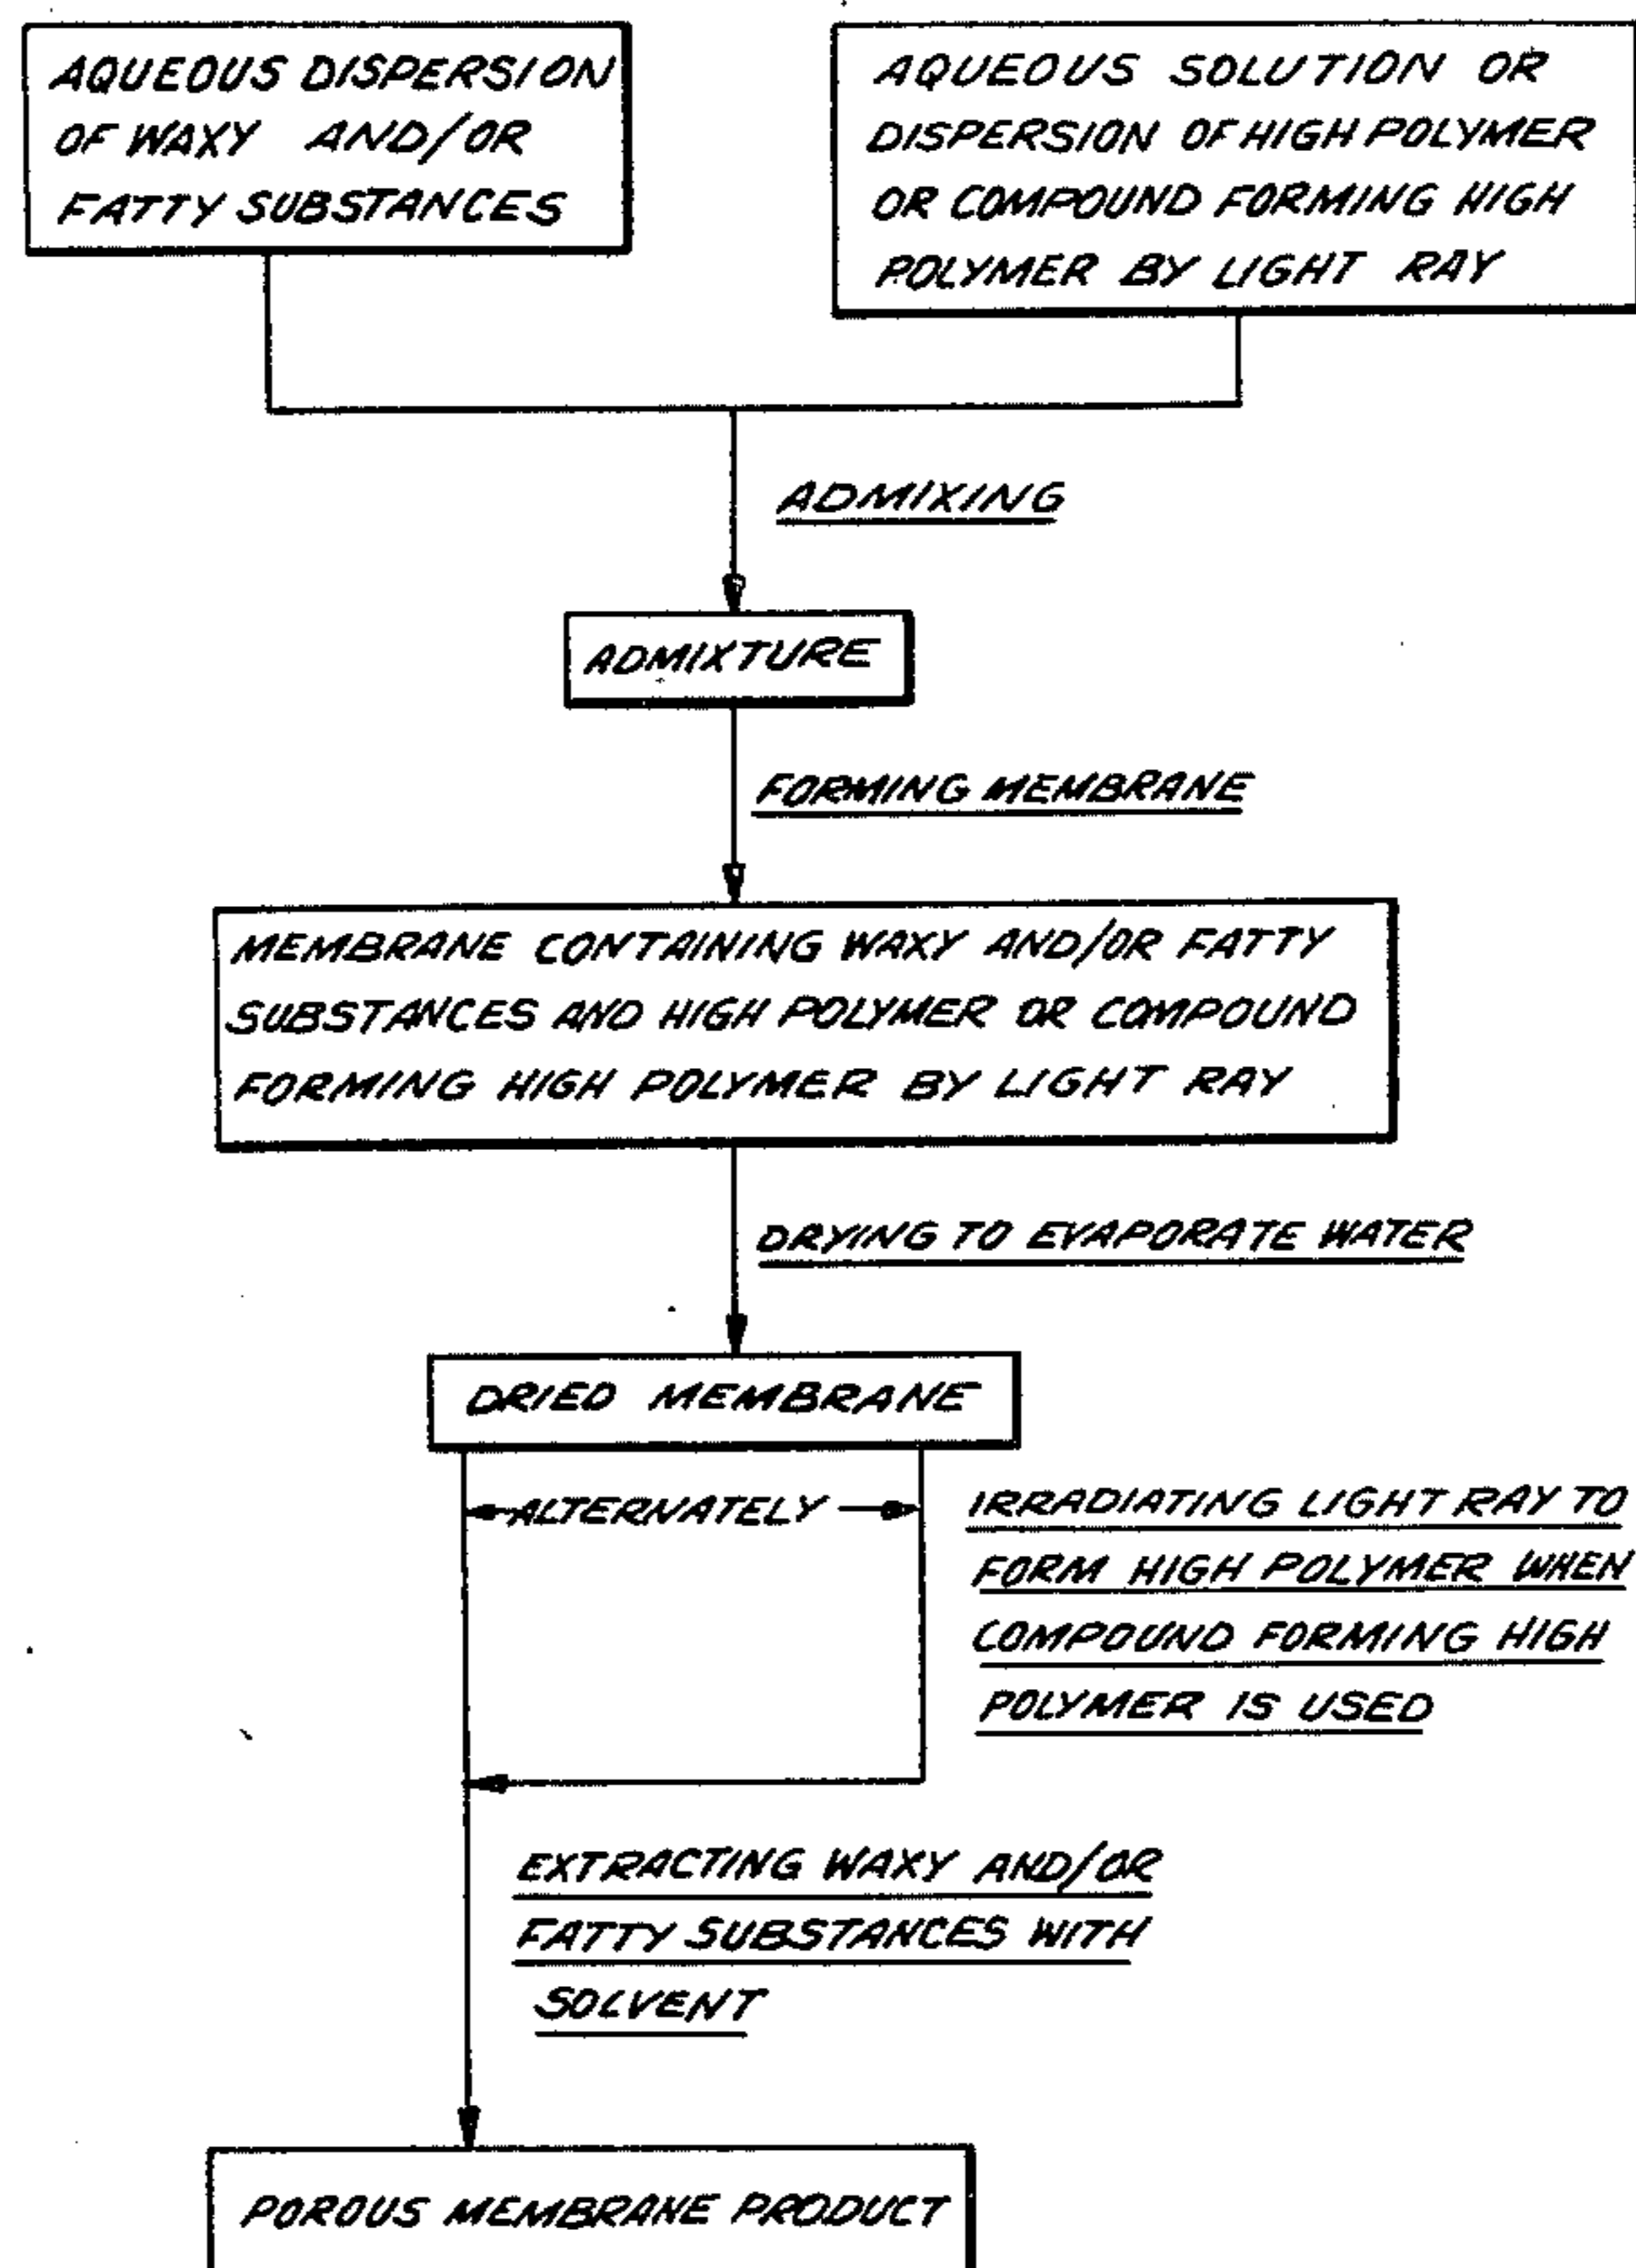 AQUEOUS DISPERSION
OF WAXY AND/OR
FATTY SUBSTANCES
AQUEOUS SOLUTION OR
DISPERSION OF HIGH POLYMER
OR COMPOUND FORMING HIGH
POLYMER BY LIGHT RAY
ADMIXING
ADMIXTURE
FORMING MEMBRANE
MEMBRANE CONTAINING WAXY AND/OR FATTY
SUBSTANCES AND HIGH POLYMER OR COMPOUND
FORMING HIGH POLYMER BY LIGHT RAY
DRYING TO EVAPORATE WATER
DRIED MEMBRANE
ALTERNATELY
IRRADIATING LIGHT RAY TO
FORM HIGH POLYMER WHEN
COMPOUND FORMING HIGH
POLYMER IS USED
EXTRACTING WAXY AND/OR
FATTY SUBSTANCES WITH
SOLVENT
POROUS MEMBRANE PRODUCT